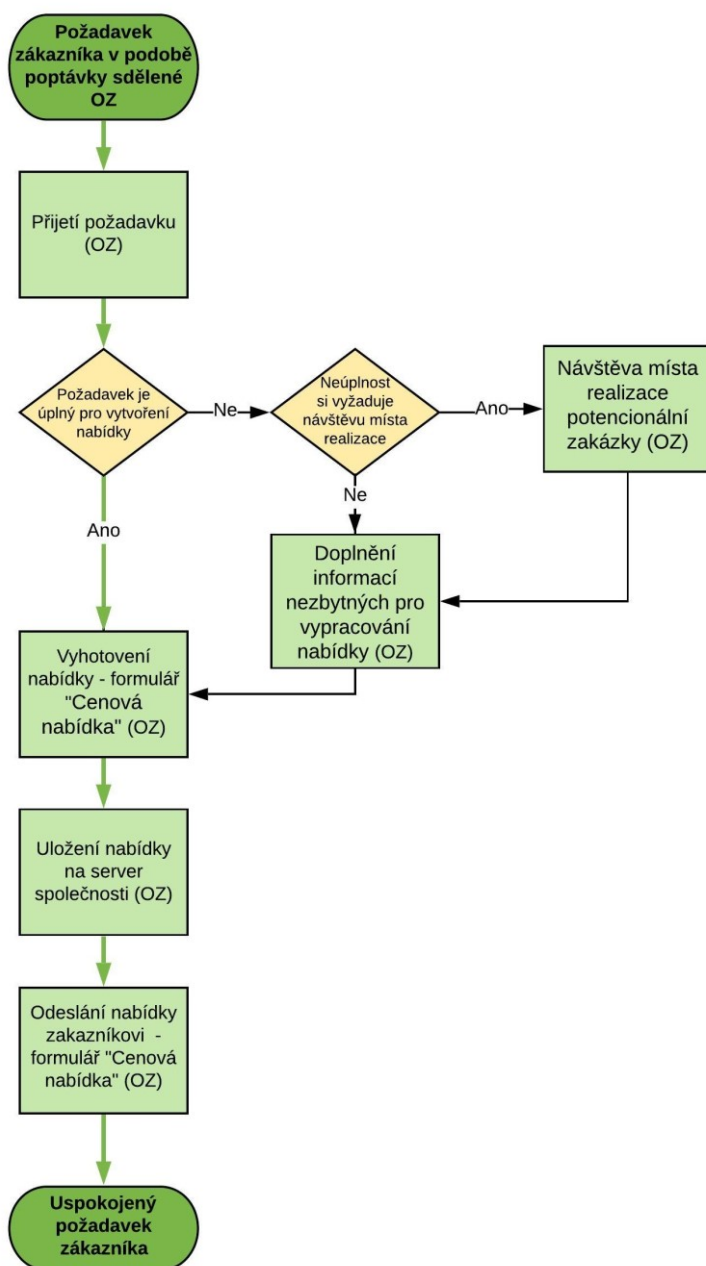 Požadavek
zákazníka v podobě
poptávky sdělené
OZ
Přijetí požadavku
(OZ)
Požadavek je
úplný pro vytvoření
nabídky
Ne
Neúplnost
si vyžaduje
návštěvu místa
realizace
Ano
Návštěva místa
realizace
potencionální
zakázky (OZ)
Ne
Ano
Doplnění
informací
nezbytných pro
vypracování
nabídky (OZ)
Vyhotovení
nabídky - formulář
"Cenová
nabídka" (OZ)
Uložení nabídky
na server
společnosti (OZ)
Odeslání nabídky
zakazníkovi -
formulář "Cenová
nabídka" (OZ)
Uspokojený
požadavek
zákazníka